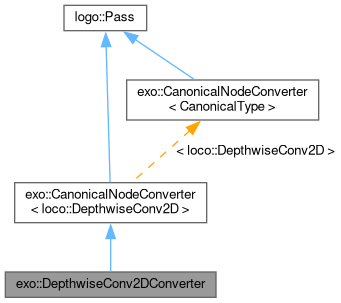 logo::Pass
exo::CanonicalNodeConverter
< CanonicalType >
< loco::DepthwiseConv2D >
exo::CanonicalNodeConverter
< loco::DepthwiseConv2D >
exo::DepthwiseConv2DConverter